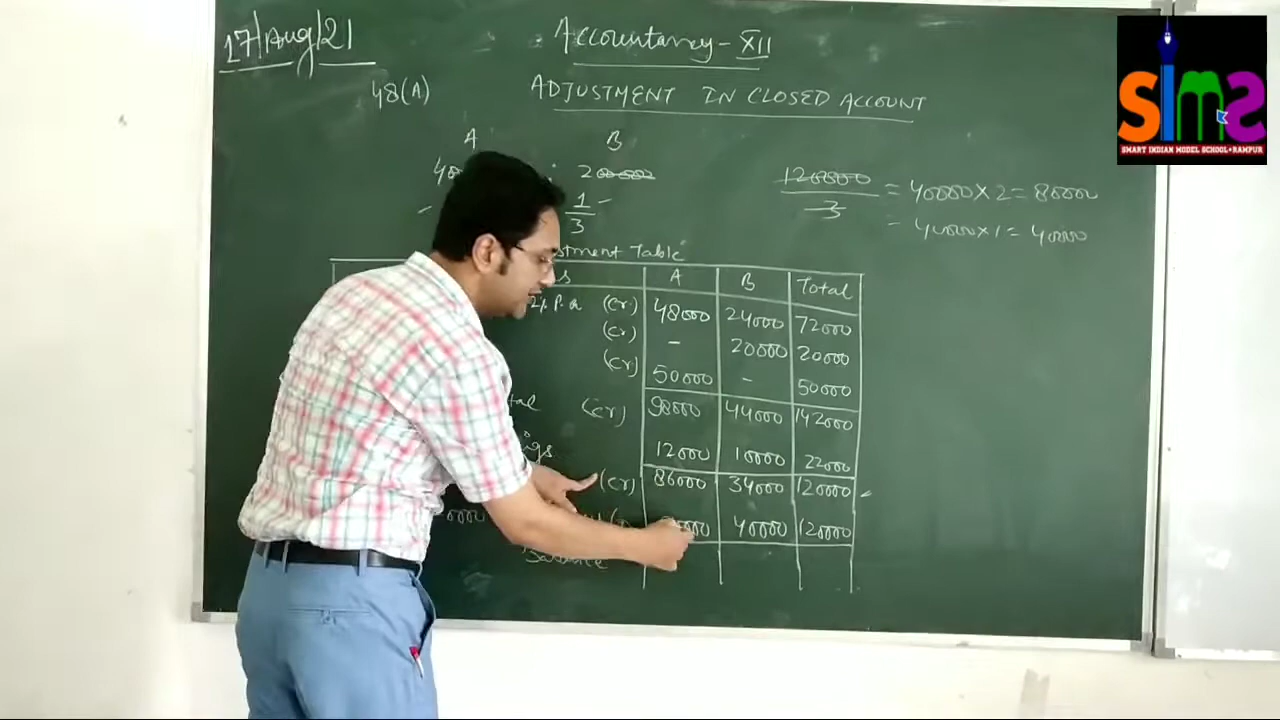 17/Aug/21
Accountancy - XII
48(A)
ADJUSTMENT IN CLOSED ACCOUNT
A B
: 200000
1/3
120000/3 = 40000 X 2 = 80000
= 40000 X 1 = 40000
Table
A B Total
2% P.a (Cr.) 48000 24000 72000
(Cr) - 20000 20000
(Cr) 50000 - 50000
(Cr) 98000 44000 142000
12000 10000 22000
(Cr) 86000 34000 120000
40000 120000
SIMS
SMART INDIAN MODEL SCHOOL•RAMPUR